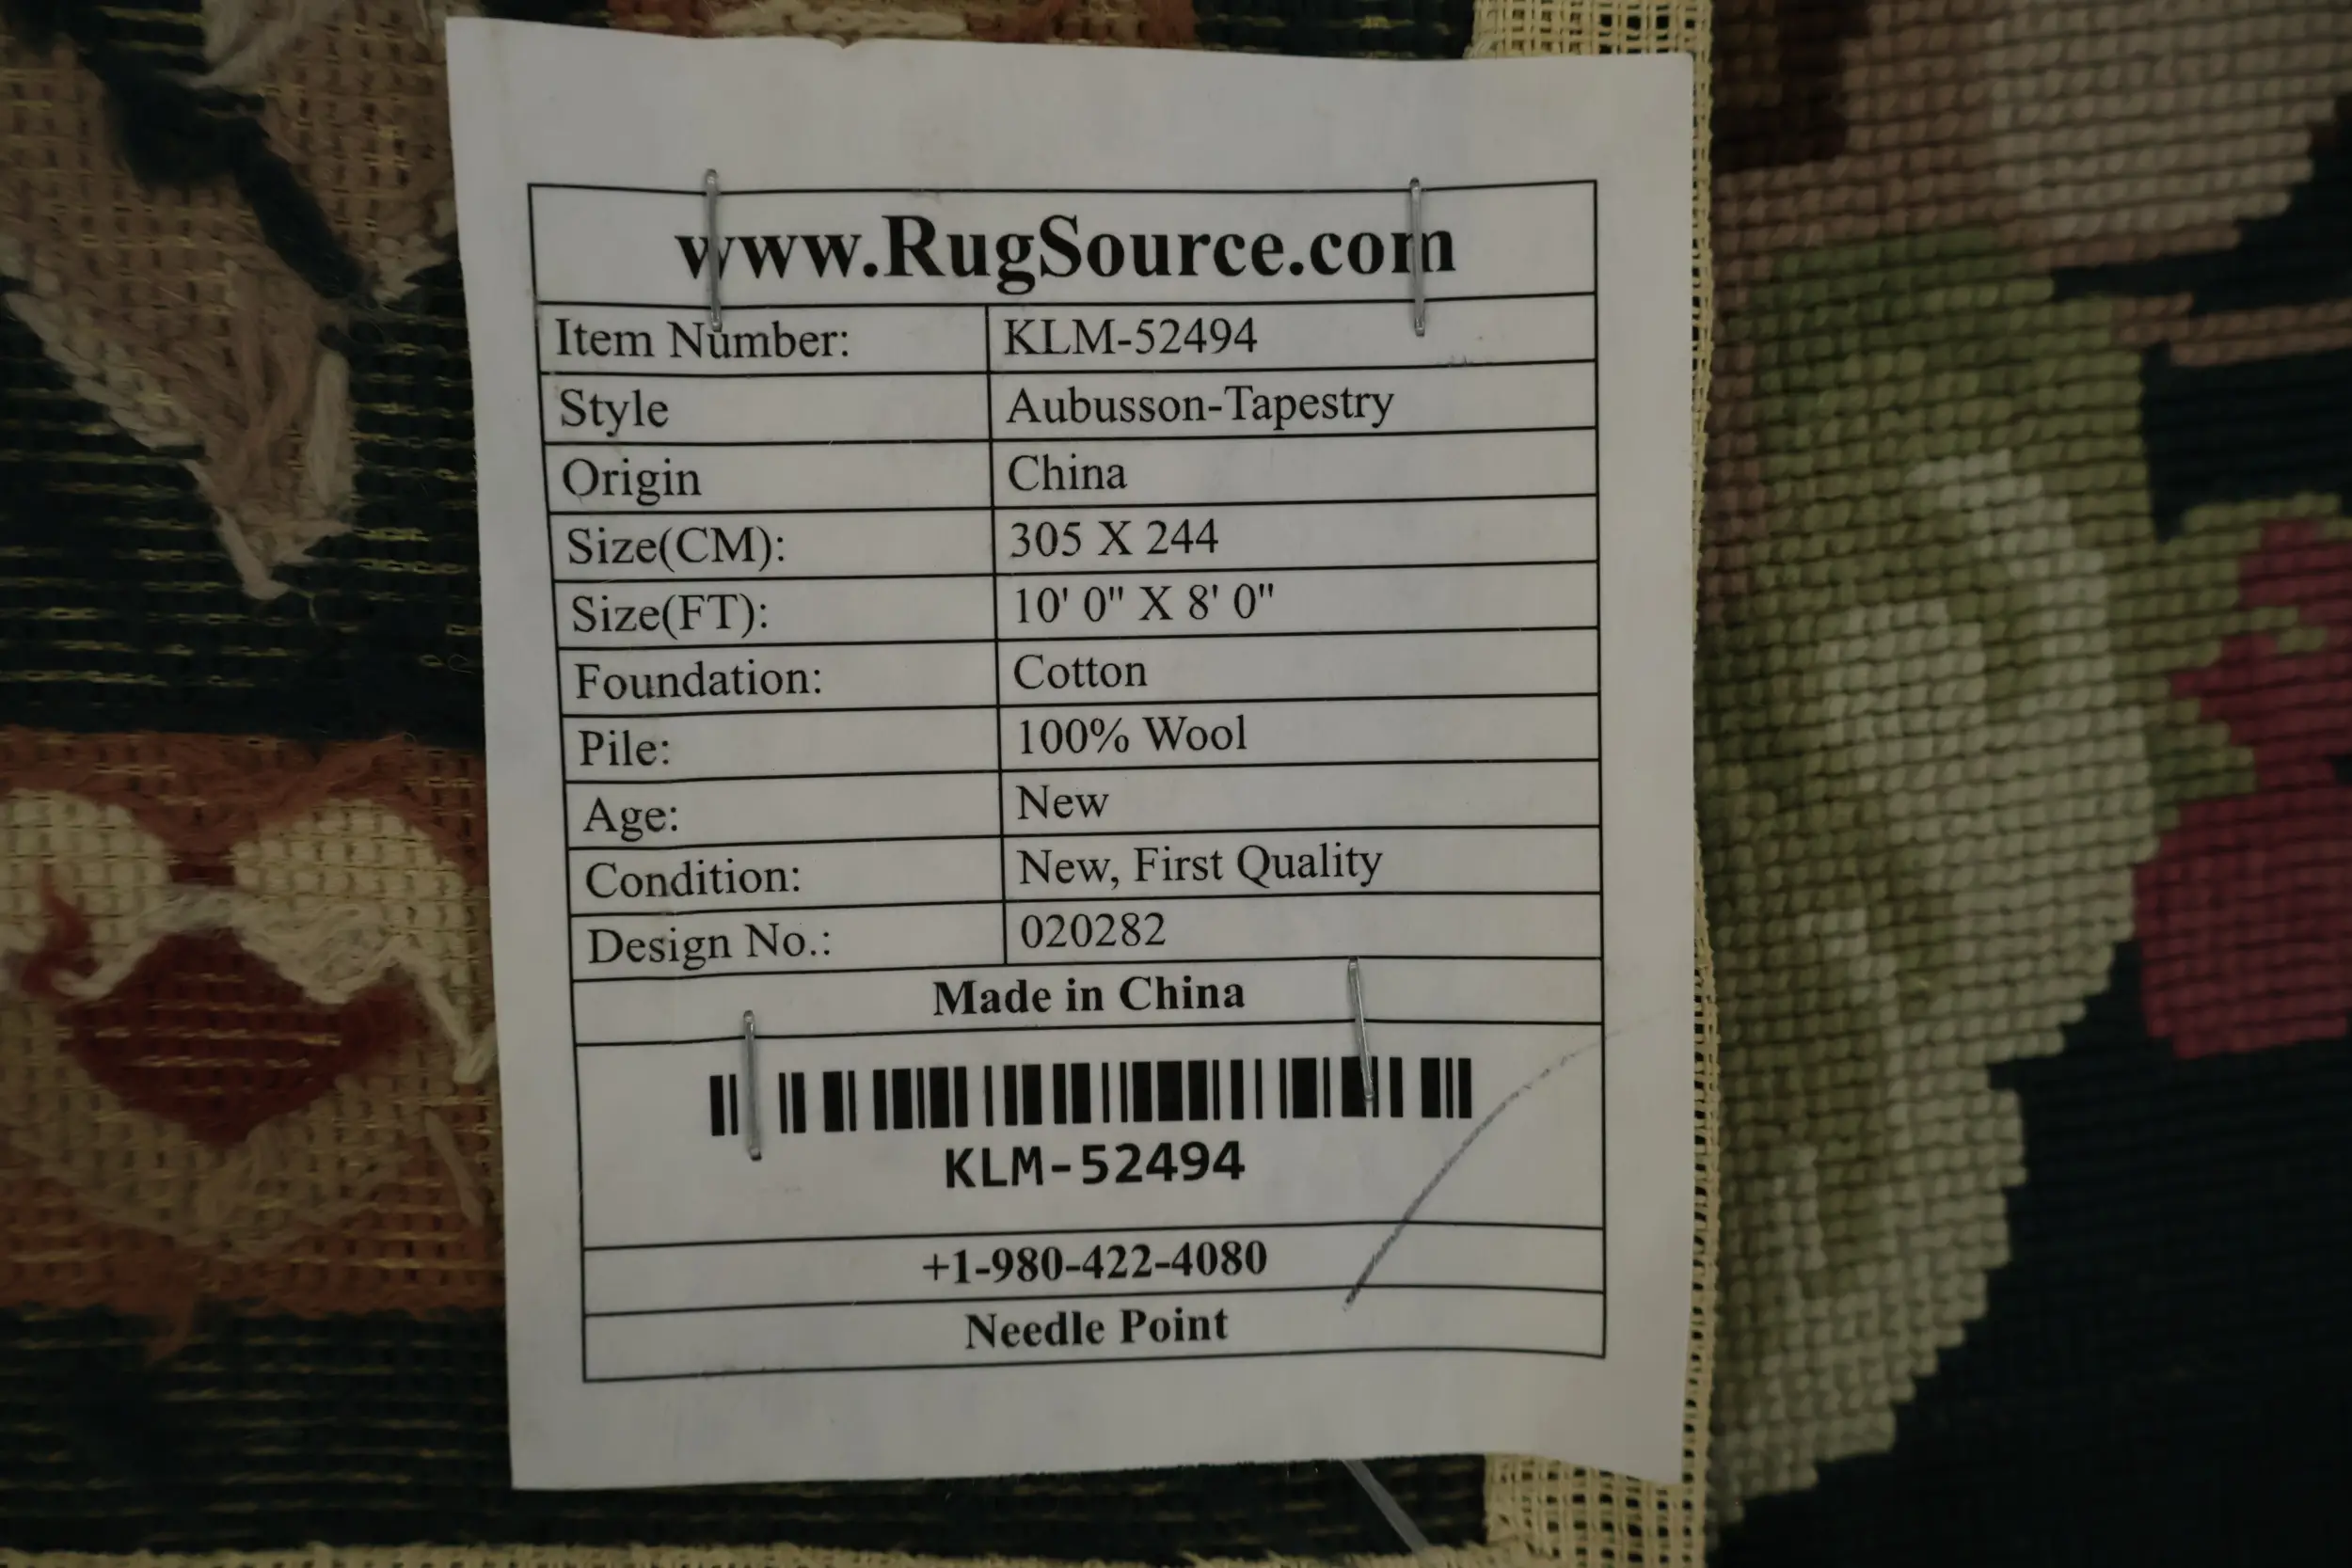 www.RugSource.com
Item Number: KLM-52494
Style Aubusson-Tapestry
Origin China
Size(CM): 305 X 244
Size(FT): 10' 0" X 8' 0"
Foundation: Cotton
Pile: 100% Wool
Age: New
Condition: New, First Quality
Design No.: 020282
Made in China
KLM-52494
+1-980-422-4080
Needle Point